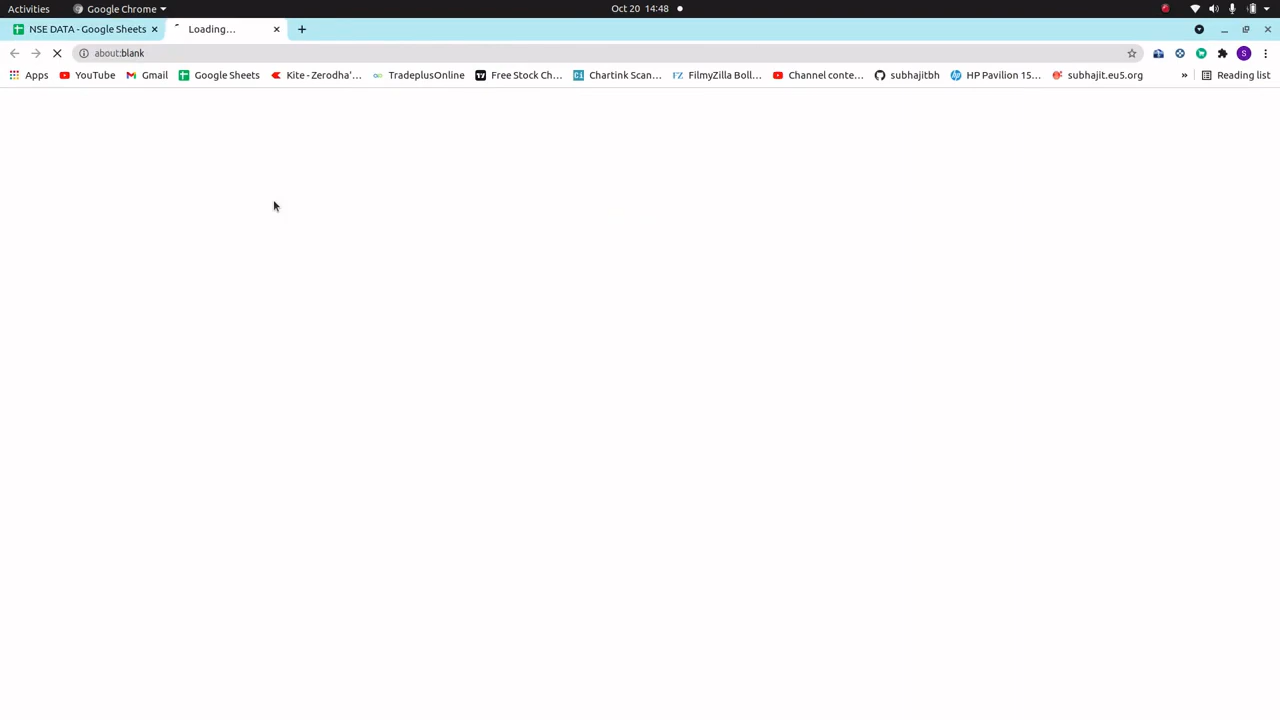 Activities Google Chrome Oct 20 14:48
NSE DATA - Google Sheets Loading...
about:blank
Apps YouTube Gmail Google Sheets Kite - Zerodha'... TradeplusOnline Free Stock Ch... Chartink Scan... FilmyZilla Boll... Channel conte... subhajitbh HP Pavilion 15... subhajit.eu5.org » Reading list